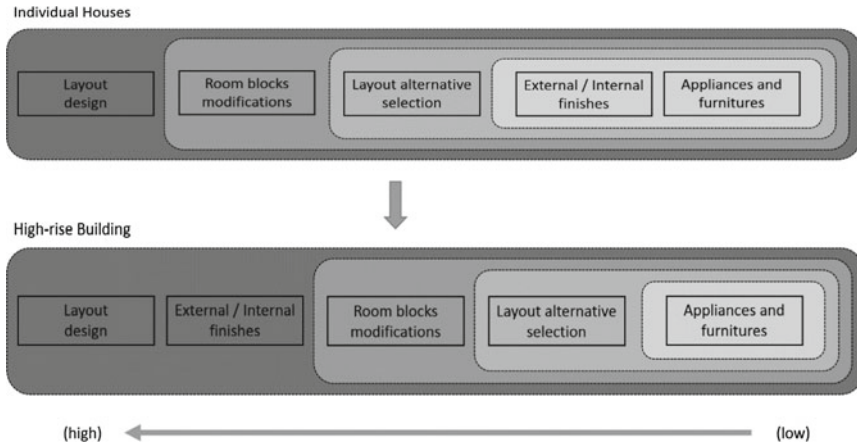 Individual Houses
Layout
design
Room blocks
modifications
Layout alternative
selection
External / Internal
finishes
Appliances and
furnitures
High-rise Building
Layout
design
External / Internal
finishes
Room blocks
modifications
Layout alternative
selection
Appliances and
furnitures
(high)
(low)